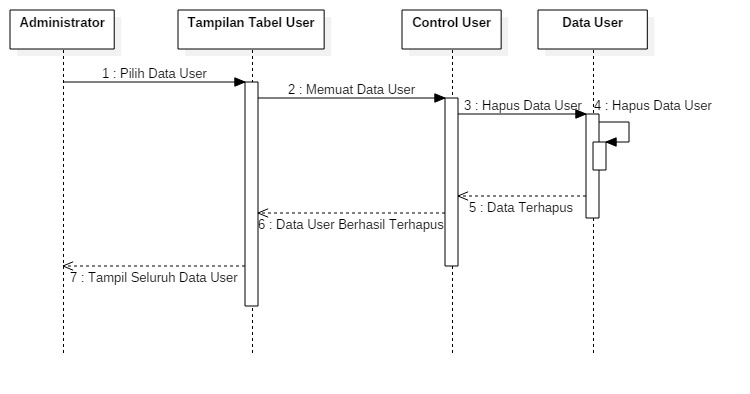 Administrator
Tampilan Tabel User
Control User
Data User
1 : Pilih Data User
2 : Memuat Data User
3 : Hapus Data User
4 : Hapus Data User
5 : Data Terhapus
6 : Data User Berhasil Terhapus
7 : Tampil Seluruh Data User